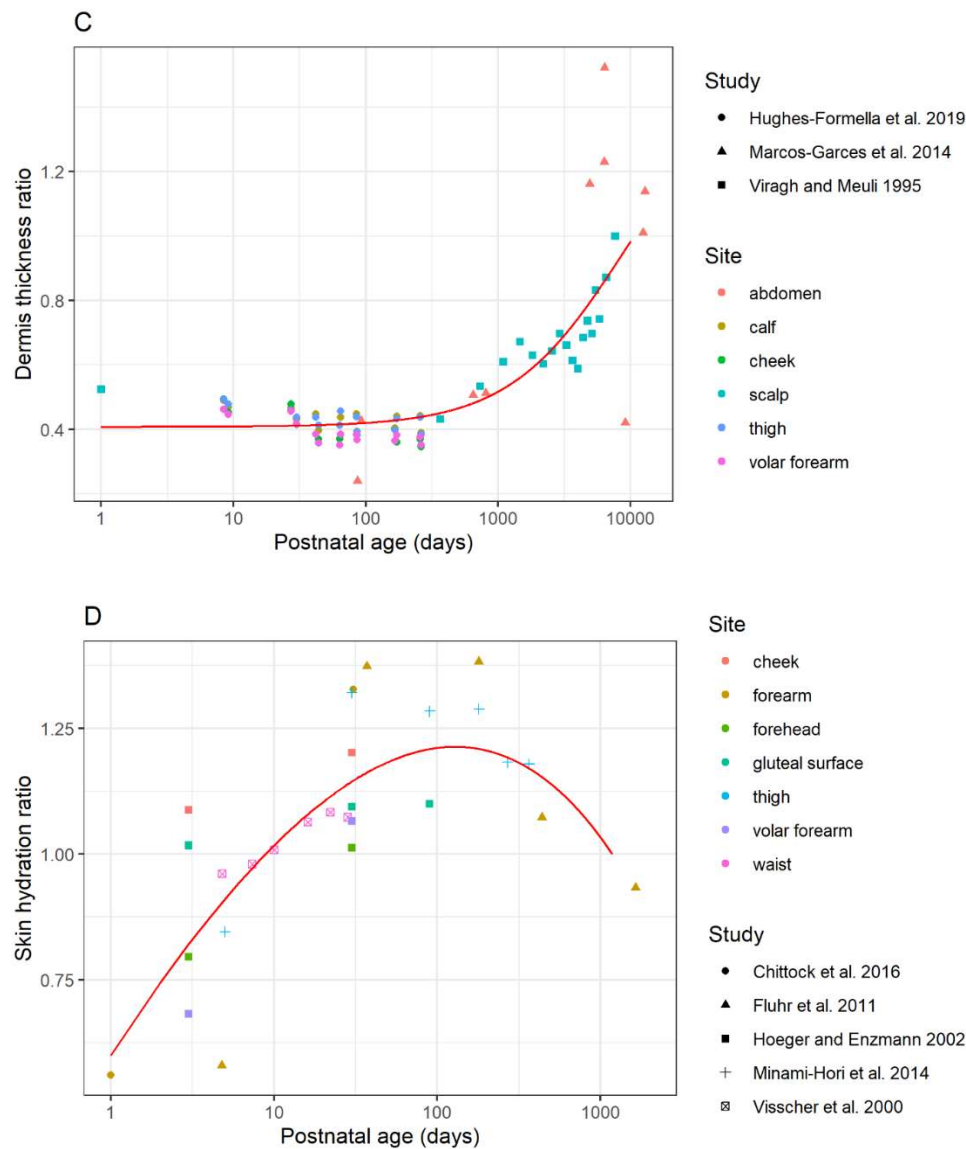 C
Dermis thickness ratio
1.2
0.8
0.4
1
10
100
1000
10000
Postnatal age (days)
Study
Hughes-Formella et al. 2019
Marcos-Garces et al. 2014
Viragh and Meuli 1995
Site
abdomen
calf
cheek
scalp
thigh
volar forearm
D
Skin hydration ratio
1.25
1.00
0.75
1
10
100
1000
Postnatal age (days)
Site
cheek
forearm
forehead
gluteal surface
thigh
volar forearm
waist
Study
Chittock et al. 2016
Fluhr et al. 2011
Hoeger and Enzmann 2002
Minami-Hori et al. 2014
Visscher et al. 2000